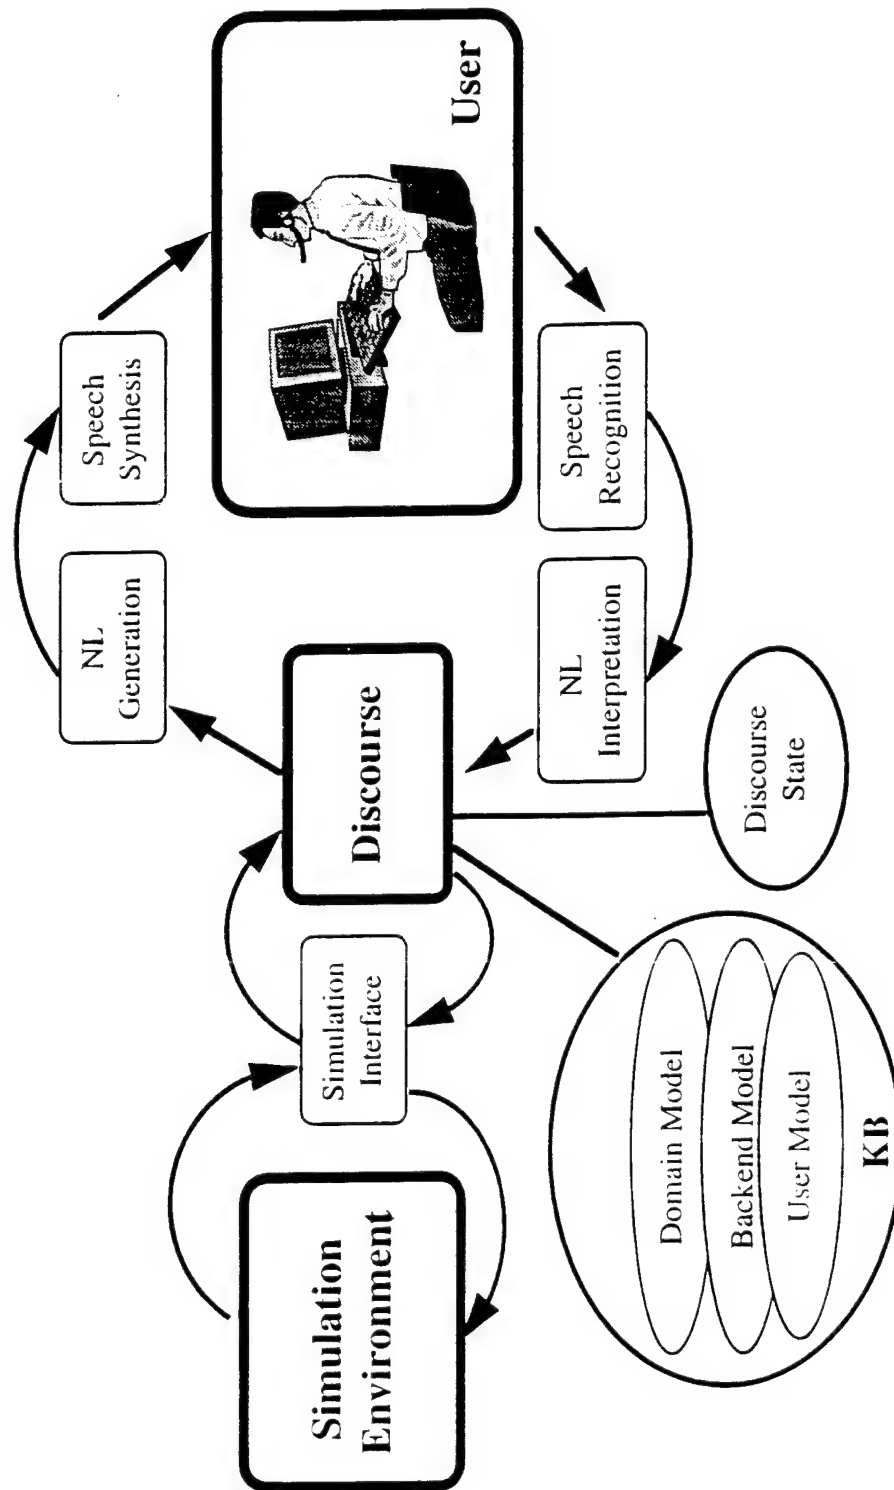 NL
Generation
Speech
Synthesis
Simulation
Environment
Simulation
Interface
Discourse
User
NL
Interpretation
Speech
Recognition
Domain Model
Backend Model
User Model
KB
Discourse
State